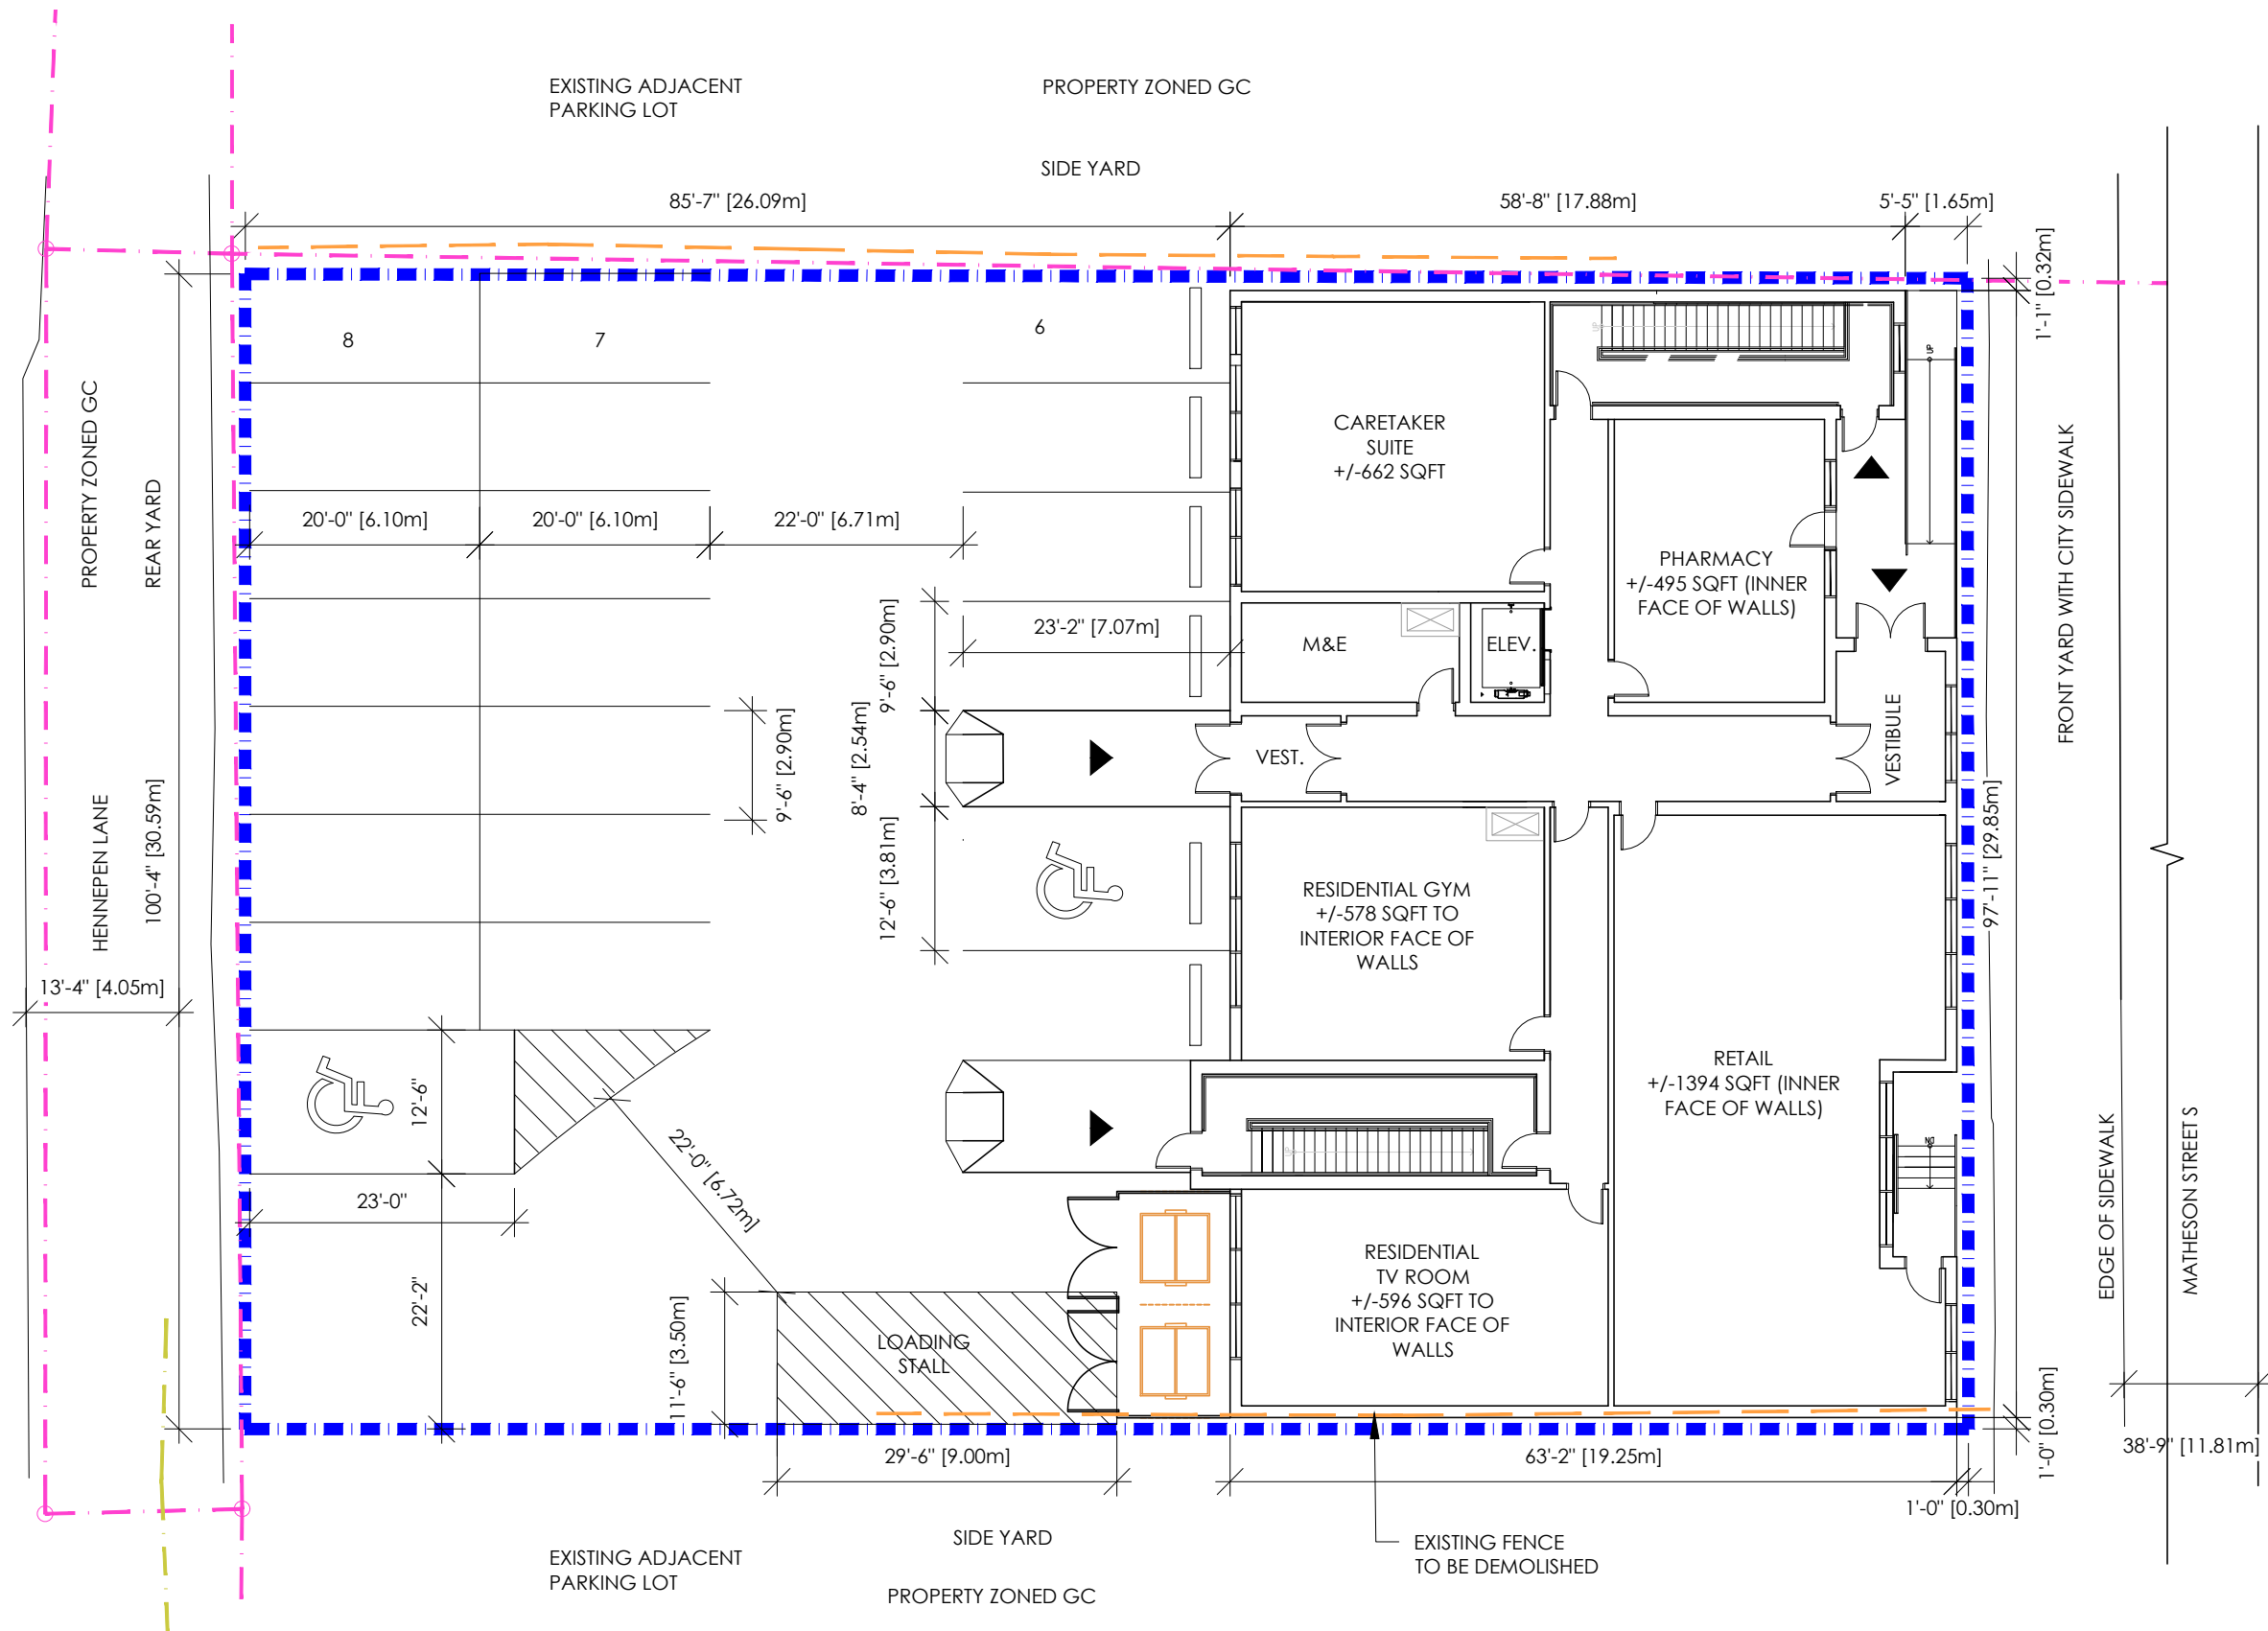 EXISTING ADJACENT
PARKING LOT
PROPERTY ZONED GC
SIDE YARD
85'-7" [26.09m]
58'-8" [17.88m]
5'-5" [1.65m]
1'-1" [0.32m]
8
7
6
PROPERTY ZONED GC
REAR YARD
HENNEPEN LANE
100'-4" [30.59m]
13'-4" [4.05m]
20'-0" [6.10m]
20'-0" [6.10m]
22'-0" [6.71m]
23'-2" [7.07m]
9'-6" [2.90m]
9'-6" [2.90m]
8'-4" [2.54m]
12'-6" [3.81m]
CARETAKER
SUITE
+/-662 SQFT
PHARMACY
+/-495 SQFT (INNER
FACE OF WALLS)
UP
M&E
ELEV.
VEST.
VESTIBULE
FRONT YARD WITH CITY SIDEWALK
97'-11" [29.85m]
RESIDENTIAL GYM
+/-578 SQFT TO
INTERIOR FACE OF
WALLS
RETAIL
+/-1394 SQFT (INNER
FACE OF WALLS)
12'-6"
23'-0"
22'-2"
22'-0" [6.72m]
11'-6" [3.50m]
LOADING
STALL
29'-6" [9.00m]
RESIDENTIAL
TV ROOM
+/-596 SQFT TO
INTERIOR FACE OF
WALLS
EDGE OF SIDEWALK
MATHESON STREET S
63'-2" [19.25m]
1'-0" [0.30m]
1'-0" [0.30m]
38'-9" [11.81m]
SIDE YARD
EXISTING ADJACENT
PARKING LOT
PROPERTY ZONED GC
EXISTING FENCE
TO BE DEMOLISHED